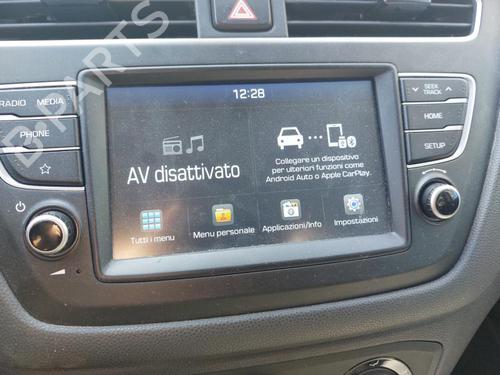 12:28
RADIO MEDIA
PHONE
SEEK
TRACK
HOME
SETUP
AV disattivato
Collegare un dispositivo
per ulteriori funzioni come
Android Auto o Apple CarPlay.
Tutti i menu
Menu personale
Applicazioni/Info
Impostazioni
B-PARTS